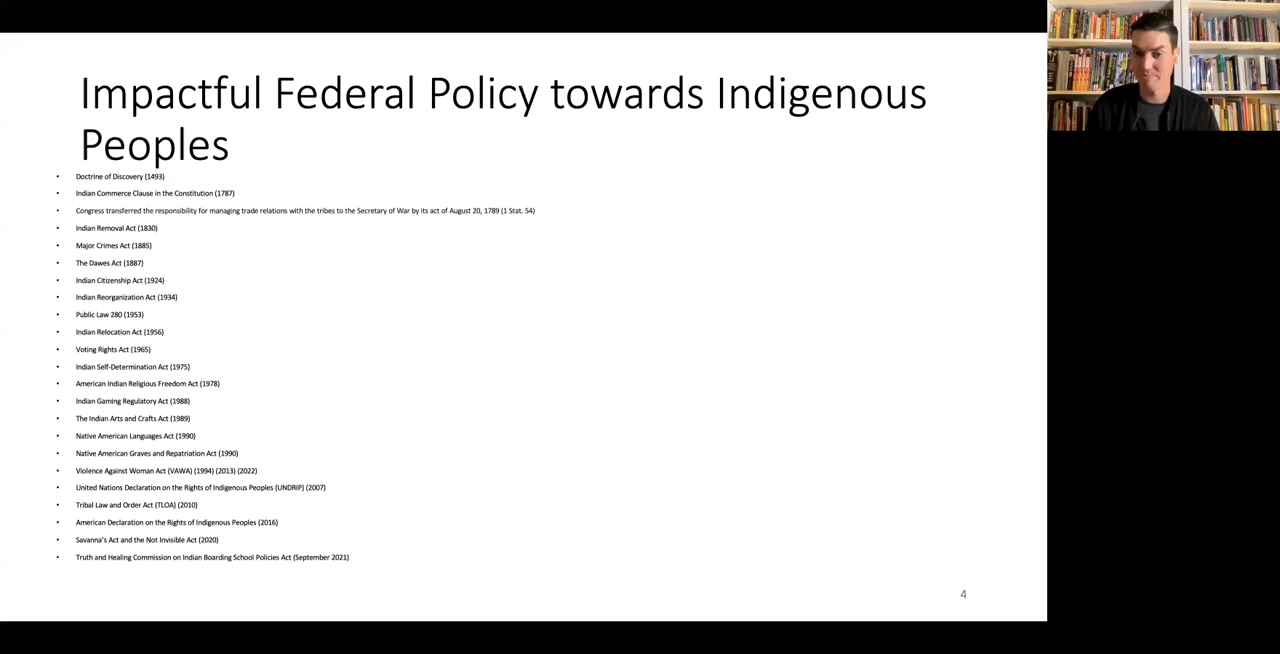 Impactful Federal Policy towards Indigenous
Peoples
• Doctrine of Discovery (1493)
• Indian Commerce Clause in the Constitution (1787)
• Congress transferred the responsibility for managing trade relations with the tribes to the Secretary of War by its act of August 20, 1789 (1 Stat. 54)
• Indian Removal Act (1830)
• Major Crimes Act (1885)
• The Dawes Act (1887)
• Indian Citizenship Act (1924)
• Indian Reorganization Act (1934)
• Public Law 280 (1953)
• Indian Relocation Act (1956)
• Voting Rights Act (1965)
• Indian Self-Determination Act (1975)
• American Indian Religious Freedom Act (1978)
• Indian Gaming Regulatory Act (1988)
• The Indian Arts and Crafts Act (1989)
• Native American Languages Act (1990)
• Native American Graves and Repatriation Act (1990)
• Violence Against Woman Act (VAWA) (1994) (2013) (2022)
• United Nations Declaration on the Rights of Indigenous Peoples (UNDRIP) (2007)
• Tribal Law and Order Act (TLOA) (2010)
• American Declaration on the Rights of Indigenous Peoples (2016)
• Savanna's Act and the Not Invisible Act (2020)
• Truth and Healing Commission on Indian Boarding School Policies Act (September 2021)
4